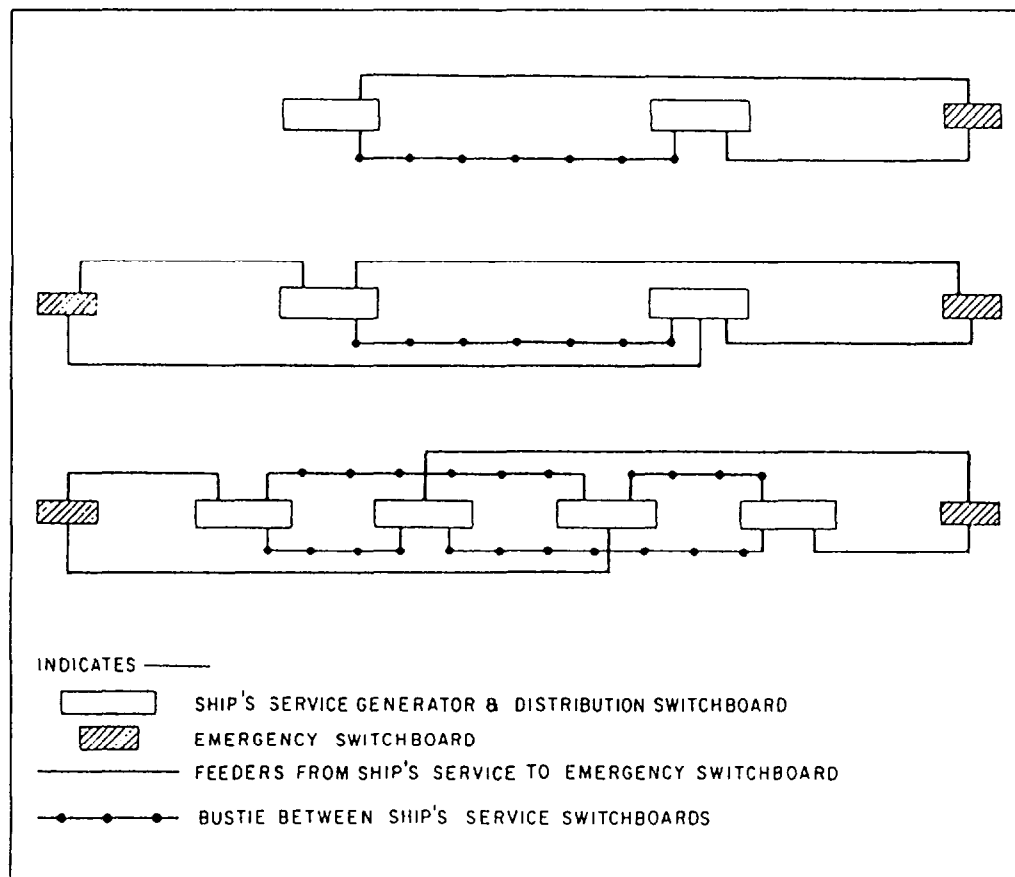 INDICATES
SHIP'S SERVICE GENERATOR & DISTRIBUTION SWITCHBOARD
EMERGENCY SWITCHBOARD
FEEDERS FROM SHIP'S SERVICE TO EMERGENCY SWITCHBOARD
BUSTIE BETWEEN SHIP'S SERVICE SWITCHBOARDS